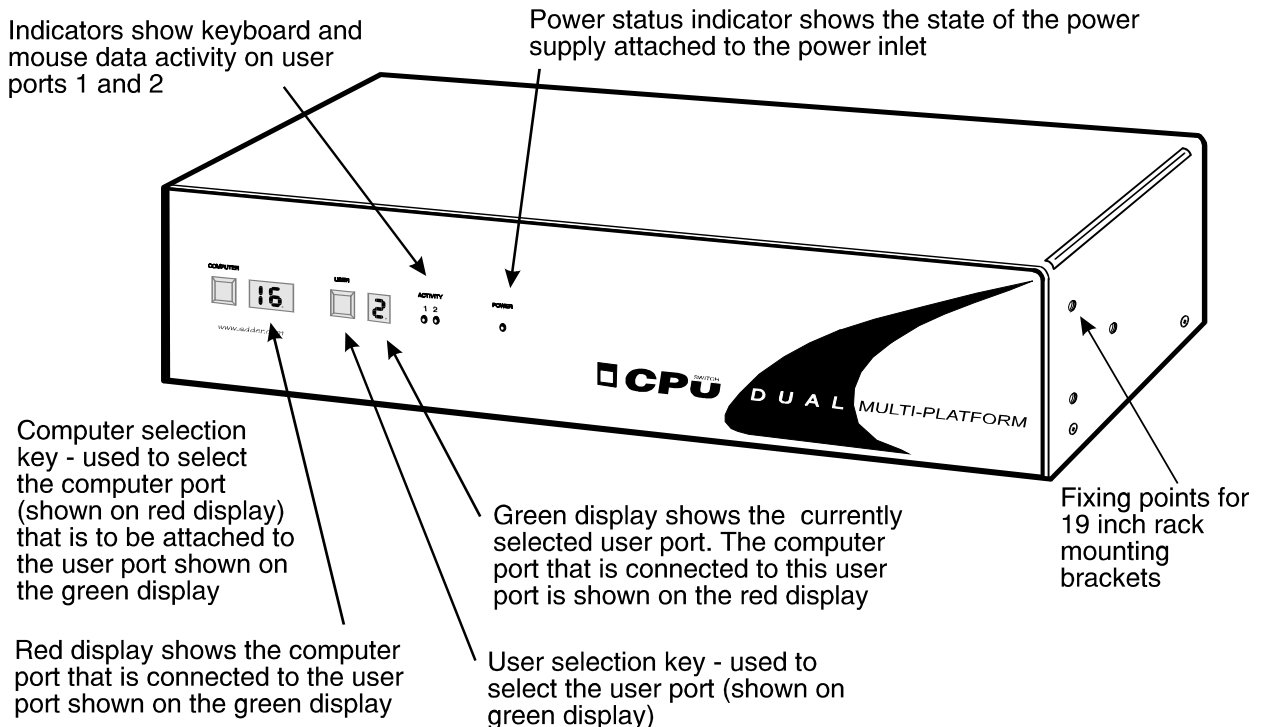 Indicators show keyboard and
mouse data activity on user
ports 1 and 2
Power status indicator shows the state of the power
supply attached to the power inlet
COMPUTER
16
USER
2
ACTIVITY
1 2
POWER
www.adder.com
CPU
SWITCH
DUAL
MULTI-PLATFORM
Computer selection
key - used to select
the computer port
(shown on red display)
that is to be attached to
the user port shown on
the green display
Red display shows the computer
port that is connected to the user
port shown on the green display
Green display shows the currently
selected user port. The computer
port that is connected to this user
port is shown on the red display
User selection key - used to
select the user port (shown on
green display)
Fixing points for
19 inch rack
mounting
brackets